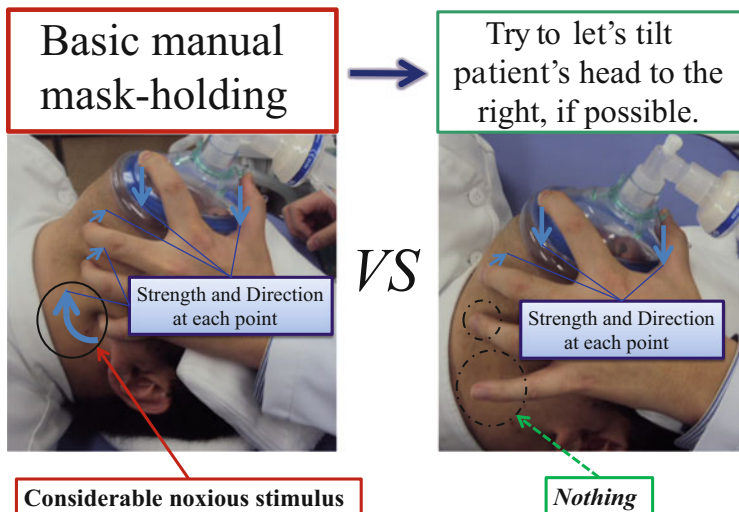 Basic manual
mask-holding
Try to let's tilt
patient's head to the
right, if possible.
VS
Strength and Direction
at each point
Strength and Direction
at each point
Considerable noxious stimulus
Nothing